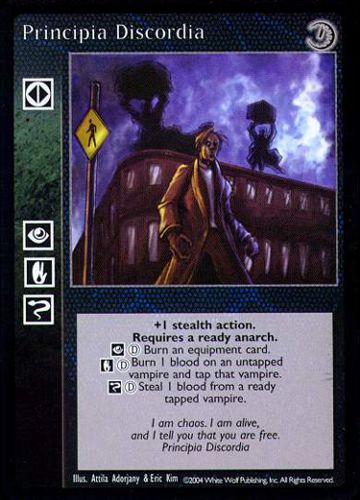 Principia Discordia
+1 stealth action.
Requires a ready anarch.
Ⓓ Burn an equipment card.
Ⓓ Burn 1 blood on an untapped
vampire and tap that vampire.
Ⓓ Steal 1 blood from a ready
tapped vampire.
I am chaos. I am alive,
and I tell you that you are free.
Principia Discordia
Illus. Attila Adorjany & Eric Kim ©2004 White Wolf Publishing, Inc. All Rights Reserved.